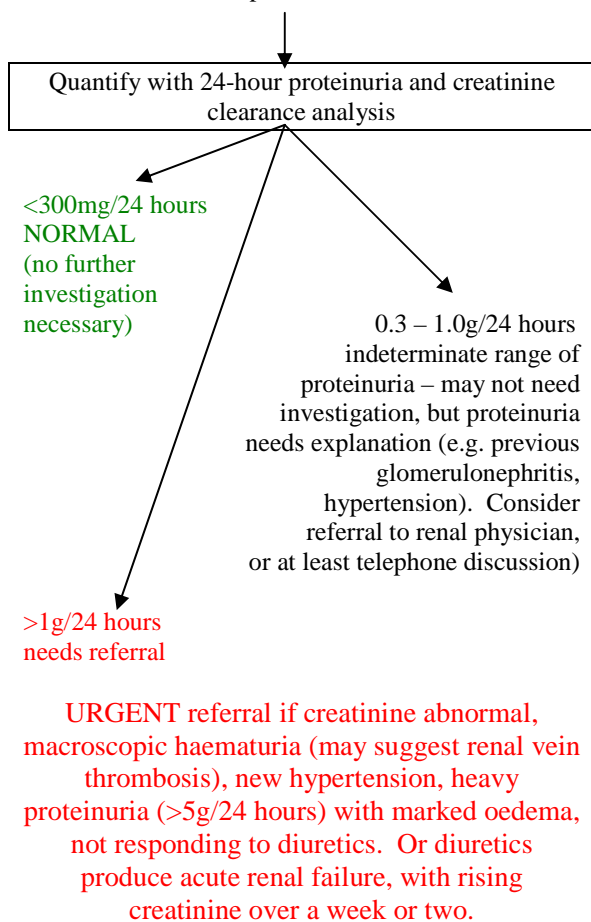 Quantify with 24-hour proteinuria and creatinine
clearance analysis
<300mg/24 hours
NORMAL
(no further
investigation
necessary)
0.3 – 1.0g/24 hours
indeterminate range of
proteinuria – may not need
investigation, but proteinuria
needs explanation (e.g. previous
glomerulonephritis,
hypertension). Consider
referral to renal physician,
or at least telephone discussion)
>1g/24 hours
needs referral
URGENT referral if creatinine abnormal,
macroscopic haematuria (may suggest renal vein
thrombosis), new hypertension, heavy
proteinuria (>5g/24 hours) with marked oedema,
not responding to diuretics. Or diuretics
produce acute renal failure, with rising
creatinine over a week or two.